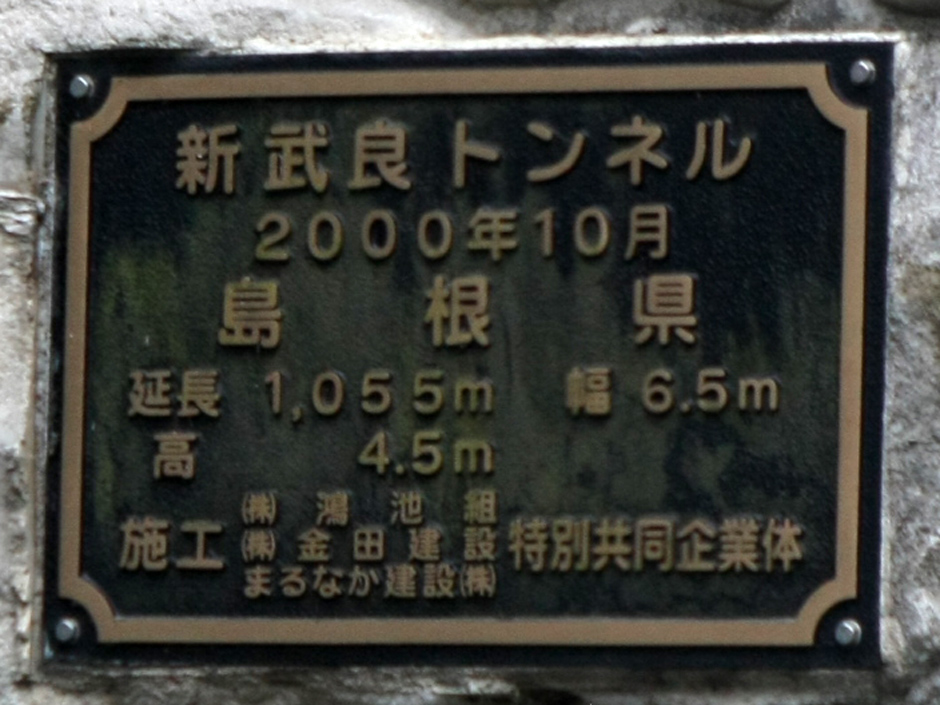 新武良トンネル
2000年10月
島根県
延長 1,055m 幅 6.5m
高 4.5m
施工 ㈱鴻池組 ㈱金田建設 まるなか建設㈱ 特別共同企業体